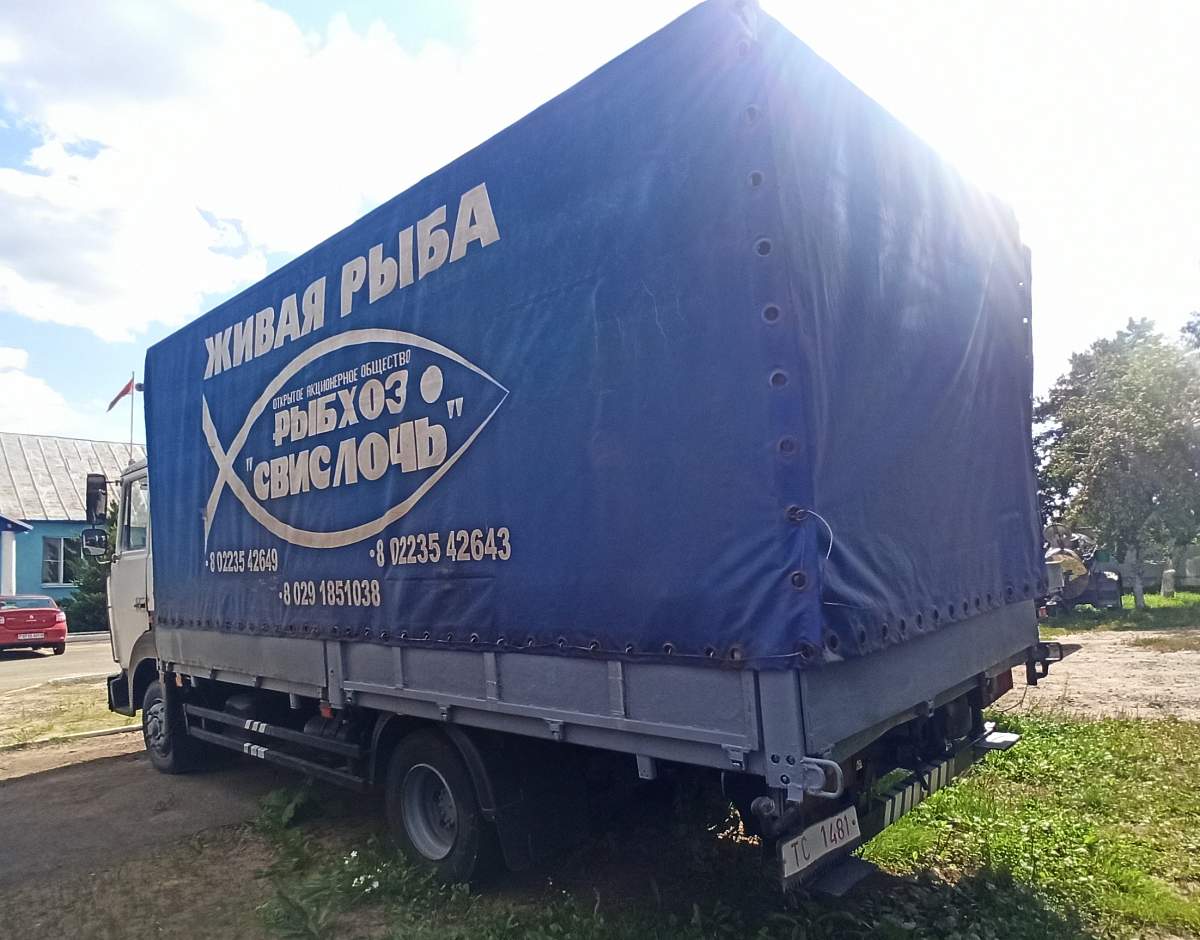 ЖИВАЯ РЫБА
ОТКРЫТОЕ АКЦИОНЕРНОЕ ОБЩЕСТВО
РЫБХОЗ
"СВИСЛОЧЬ"
·8 02235 42649
·8 02235 42643
·8 029 1851038
ТС 1481